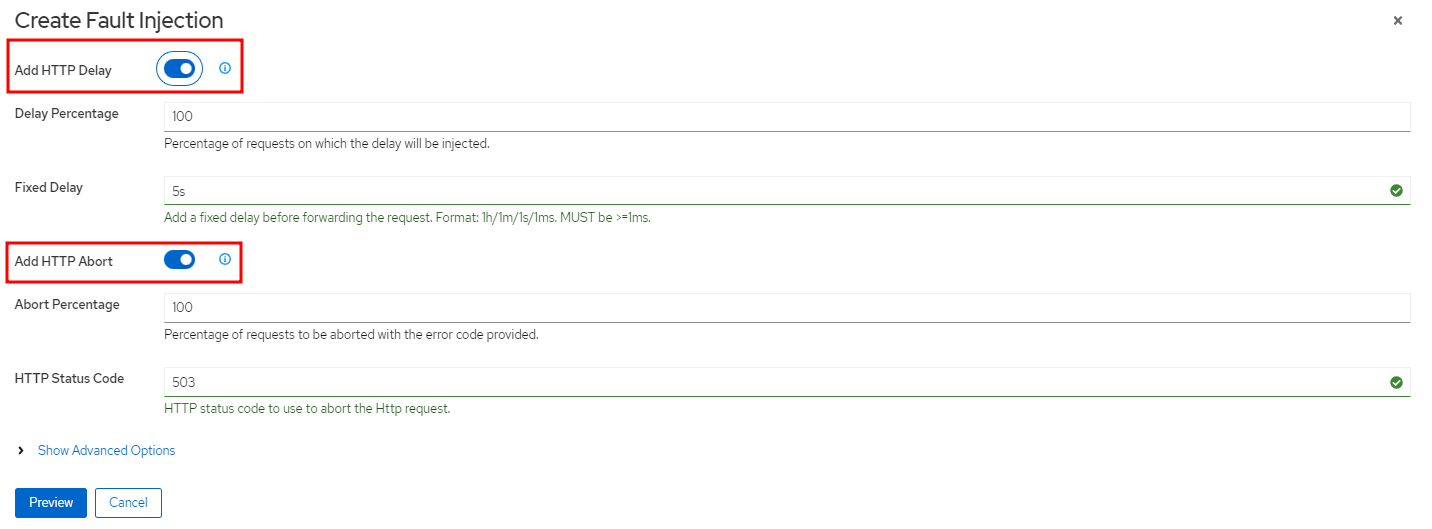 Create Fault Injection
Add HTTP Delay
Delay Percentage
100
Percentage of requests on which the delay will be injected.
Fixed Delay
5s
Add a fixed delay before forwarding the request. Format: 1h/1m/1s/1ms. MUST be >=1ms.
Add HTTP Abort
Abort Percentage
100
Percentage of requests to be aborted with the error code provided.
HTTP Status Code
503
HTTP status code to use to abort the Http request.
Show Advanced Options
Preview
Cancel